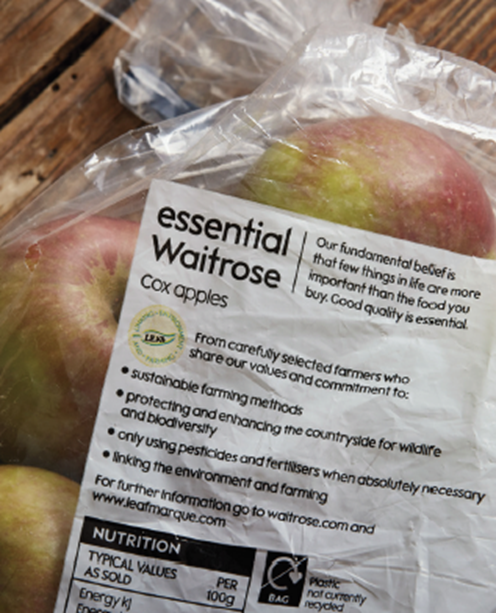 essential
Waitrose
Our fundamental belief is
that few things in life are more
important than the food you
buy. Good quality is essential.
Cox apples
LEAF
From carefully selected farmers who
share our values and commitment to:
• sustainable farming methods
• protecting and enhancing the countryside for wildlife
and biodiversity
• only using pesticides and fertilisers when absolutely necessary
• linking the environment and farming
For further information go to waitrose.com and
www.leafmarque.com
NUTRITION
TYPICAL VALUES
AS SOLD
PER
100g
Energy kJ
BAG
Plastic
not currently
recycled